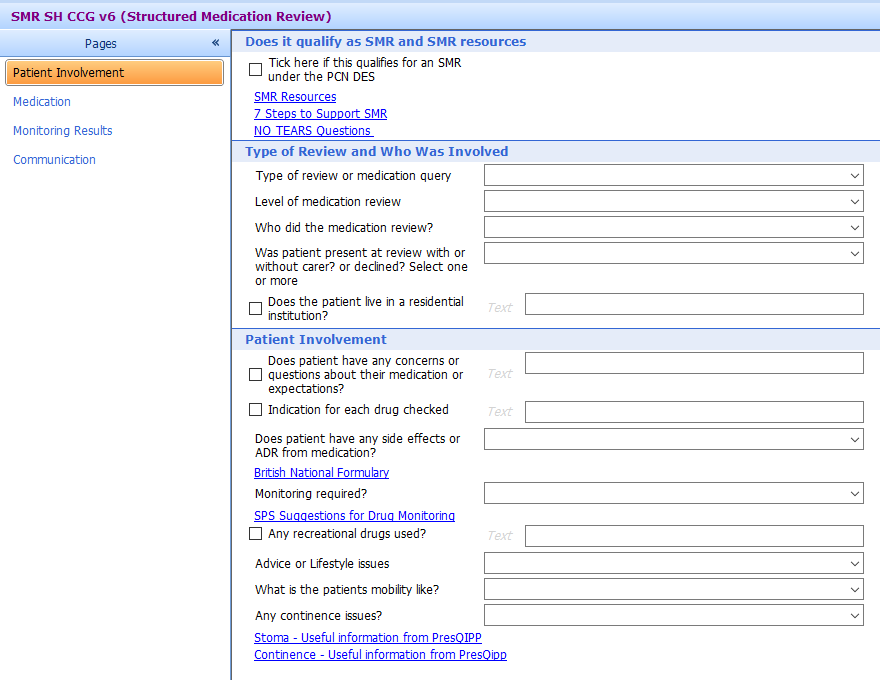 SMR SH CCG v6 (Structured Medication Review)
Pages «
Patient Involvement
Medication
Monitoring Results
Communication
Does it qualify as SMR and SMR resources
Tick here if this qualifies for an SMR
under the PCN DES
SMR Resources
7 Steps to Support SMR
NO TEARS Questions
Type of Review and Who Was Involved
Type of review or medication query
Level of medication review
Who did the medication review?
Was patient present at review with or
without carer? or declined? Select one
or more
Does the patient live in a residential
institution?
Text
Patient Involvement
Does patient have any concerns or
questions about their medication or
expectations?
Text
Indication for each drug checked
Text
Does patient have any side effects or
ADR from medication?
British National Formulary
Monitoring required?
SPS Suggestions for Drug Monitoring
Any recreational drugs used?
Text
Advice or Lifestyle issues
What is the patients mobility like?
Any continence issues?
Stoma - Useful information from PresQIPP
Continence - Useful information from PresQipp